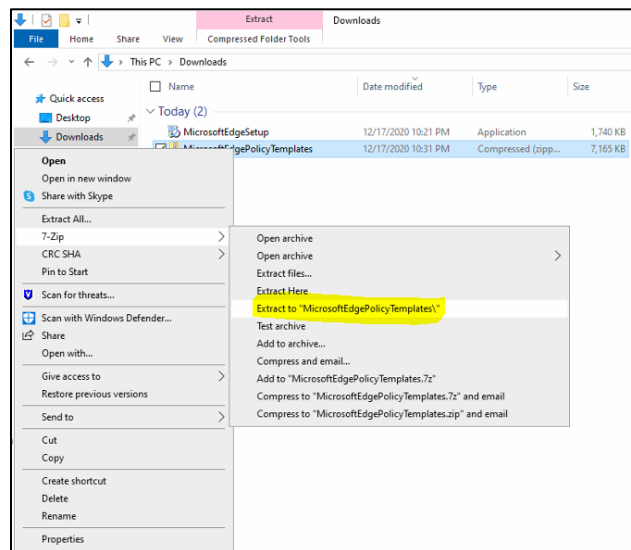 Extract
Downloads
File
Home
Share
View
Compressed Folder Tools
This PC
Downloads
Name
Date modified
Type
Size
Quick access
Desktop
Downloads
Today (2)
MicrosoftEdgeSetup
12/17/2020 10:21 PM
Application
1,740 KB
MicrosoftEdgePolicyTemplates
12/17/2020 10:31 PM
Compressed (zipp...
7,165 KB
Open
Open in new window
Share with Skype
Extract All...
7-Zip
CRC SHA
Pin to Start
Scan for threats...
Scan with Windows Defender...
Share
Open with...
Give access to
Restore previous versions
Send to
Cut
Copy
Create shortcut
Delete
Rename
Properties
Open archive
Open archive
Extract files...
Extract Here
Extract to "MicrosoftEdgePolicyTemplates\"
Test archive
Add to archive...
Compress and email...
Add to "MicrosoftEdgePolicyTemplates.7z"
Compress to "MicrosoftEdgePolicyTemplates.7z" and email
Compress to "MicrosoftEdgePolicyTemplates.zip" and email